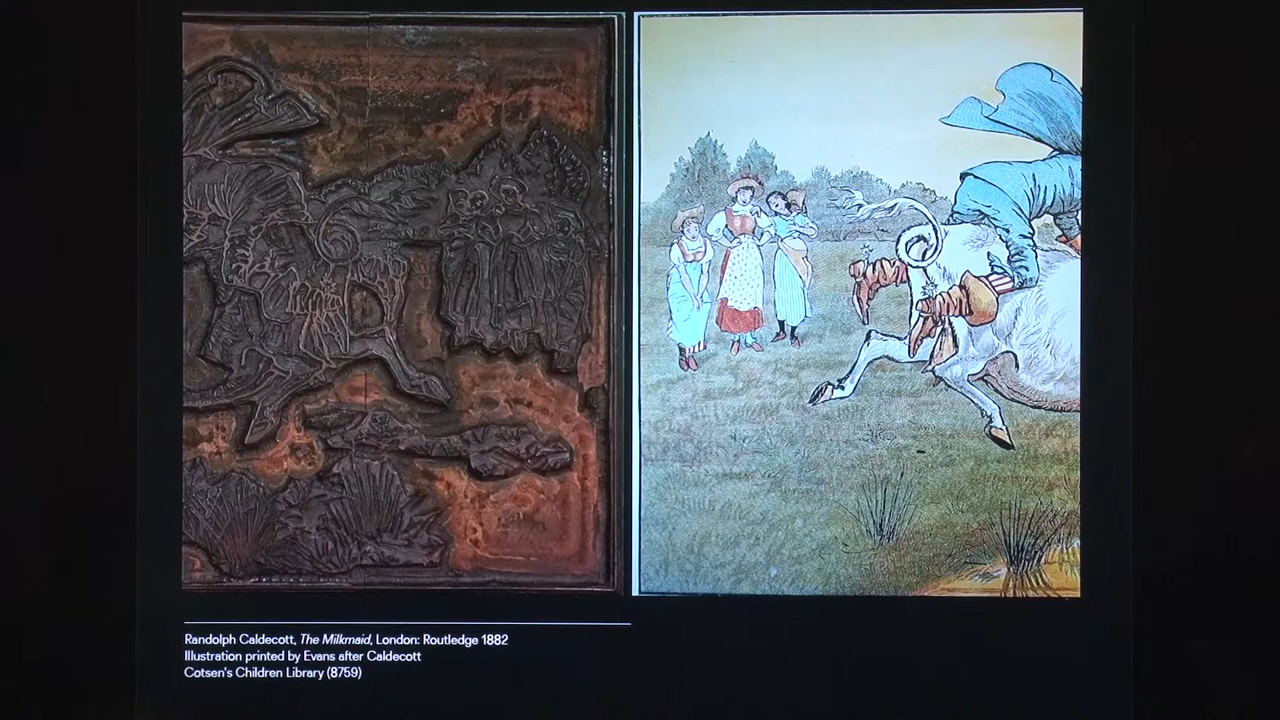 Randolph Caldecott, The Milkmaid, London: Routledge 1882
Illustration printed by Evans after Caldecott
Cotsen's Children Library (8759)